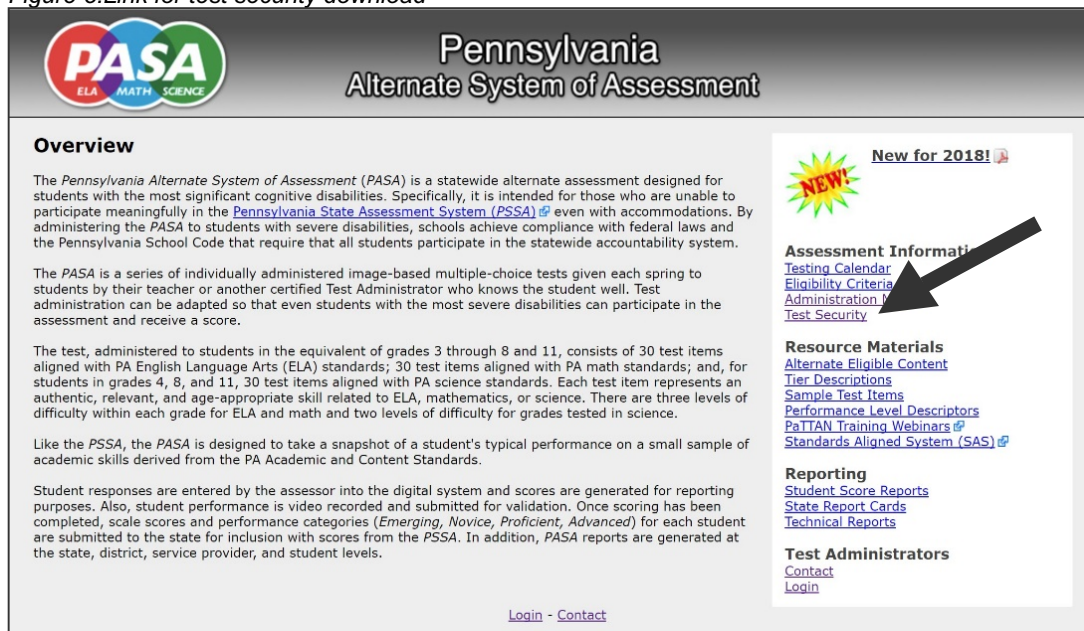 Figure 3.Link for test security download
PASA
ELA MATH SCIENCE
Pennsylvania
Alternate System of Assessment
Overview
The Pennsylvania Alternate System of Assessment (PASA) is a statewide alternate assessment designed for
students with the most significant cognitive disabilities. Specifically, it is intended for those who are unable to
participate meaningfully in the Pennsylvania State Assessment System (PSSA) even with accommodations. By
administering the PASA to students with severe disabilities, schools achieve compliance with federal laws and
the Pennsylvania School Code that require that all students participate in the statewide accountability system.
The PASA is a series of individually administered image-based multiple-choice tests given each spring to
students by their teacher or another certified Test Administrator who knows the student well. Test
administration can be adapted so that even students with the most severe disabilities can participate in the
assessment and receive a score.
The test, administered to students in the equivalent of grades 3 through 8 and 11, consists of 30 test items
aligned with PA English Language Arts (ELA) standards; 30 test items aligned with PA math standards; and, for
students in grades 4, 8, and 11, 30 test items aligned with PA science standards. Each test item represents an
authentic, relevant, and age-appropriate skill related to ELA, mathematics, or science. There are three levels of
difficulty within each grade for ELA and math and two levels of difficulty for grades tested in science.
Like the PSSA, the PASA is designed to take a snapshot of a student's typical performance on a small sample of
academic skills derived from the PA Academic and Content Standards.
Student responses are entered by the assessor into the digital system and scores are generated for reporting
purposes. Also, student performance is video recorded and submitted for validation. Once scoring has been
completed, scale scores and performance categories (Emerging, Novice, Proficient, Advanced) for each student
are submitted to the state for inclusion with scores from the PSSA. In addition, PASA reports are generated at
the state, district, service provider, and student levels.
NEW!
New for 2018!
Assessment Informati
Testing Calendar
Eligibility Criteria
Administration
Test Security
Resource Materials
Alternate Eligible Content
Tier Descriptions
Sample Test Items
Performance Level Descriptors
PaTTAN Training Webinars
Standards Aligned System (SAS)
Reporting
Student Score Reports
State Report Cards
Technical Reports
Test Administrators
Contact
Login
Login - Contact